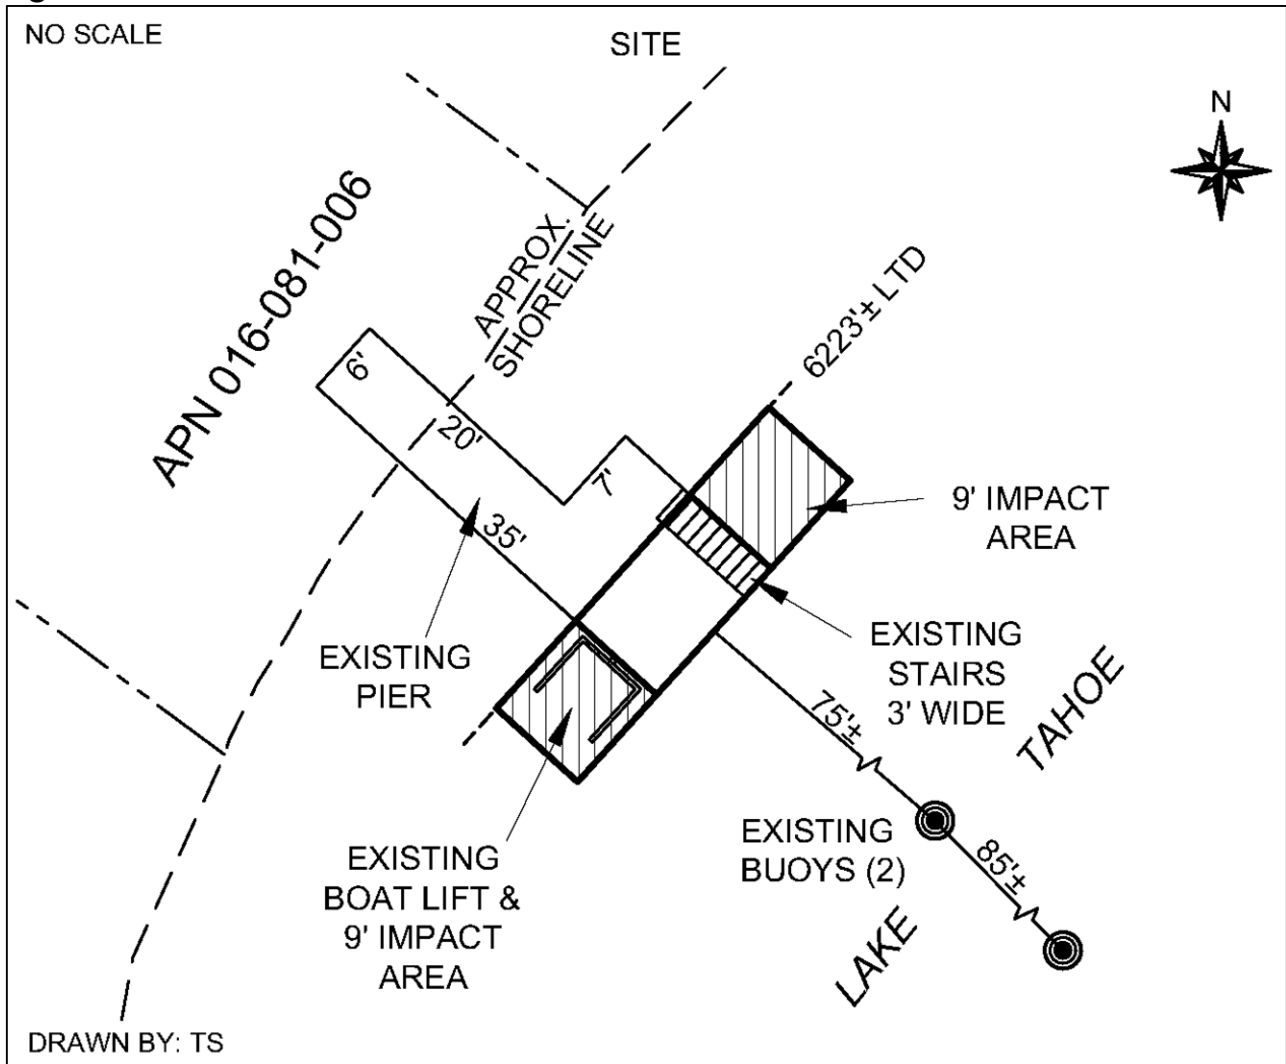 NO SCALE
SITE
N
APN 016-081-006
APPROX.
SHORELINE
6223'± LTD
6'
20'
7'
35'
9' IMPACT
AREA
EXISTING
PIER
EXISTING
STAIRS
3' WIDE
75'±
LAKE TAHOE
EXISTING
BUOYS (2)
85'±
EXISTING
BOAT LIFT &
9' IMPACT
AREA
DRAWN BY: TS